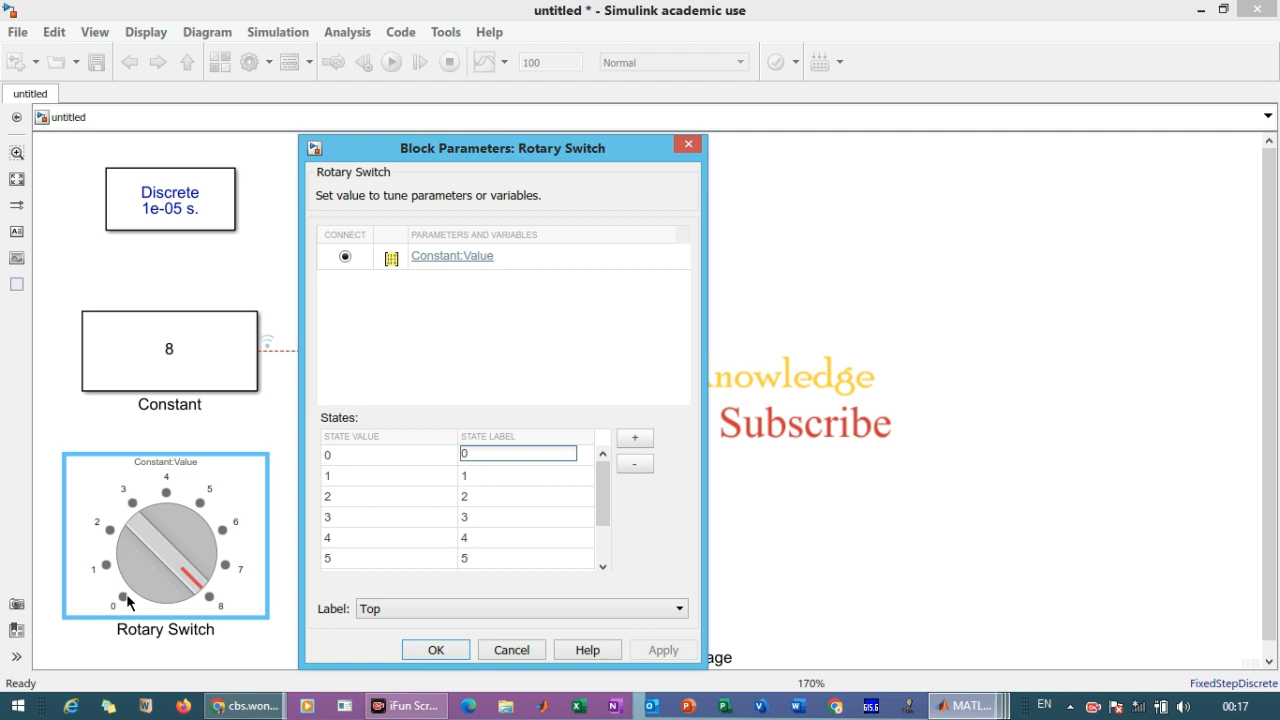 untitled * - Simulink academic use
File Edit View Display Diagram Simulation Analysis Code Tools Help
100
Normal
untitled
untitled
Discrete
1e-05 s.
8
Constant
Constant:Value
0
1
2
3
4
5
6
7
8
Rotary Switch
Block Parameters: Rotary Switch
Rotary Switch
Set value to tune parameters or variables.
CONNECT PARAMETERS AND VARIABLES
Constant:Value
States:
STATE VALUE STATE LABEL
0 0
1 1
2 2
3 3
4 4
5 5
+
-
Label: Top
OK Cancel Help Apply
nowledge
Subscribe
age
Ready 170% FixedStepDiscrete
cbs.won... iFun Scr... MATL... EN 00:17